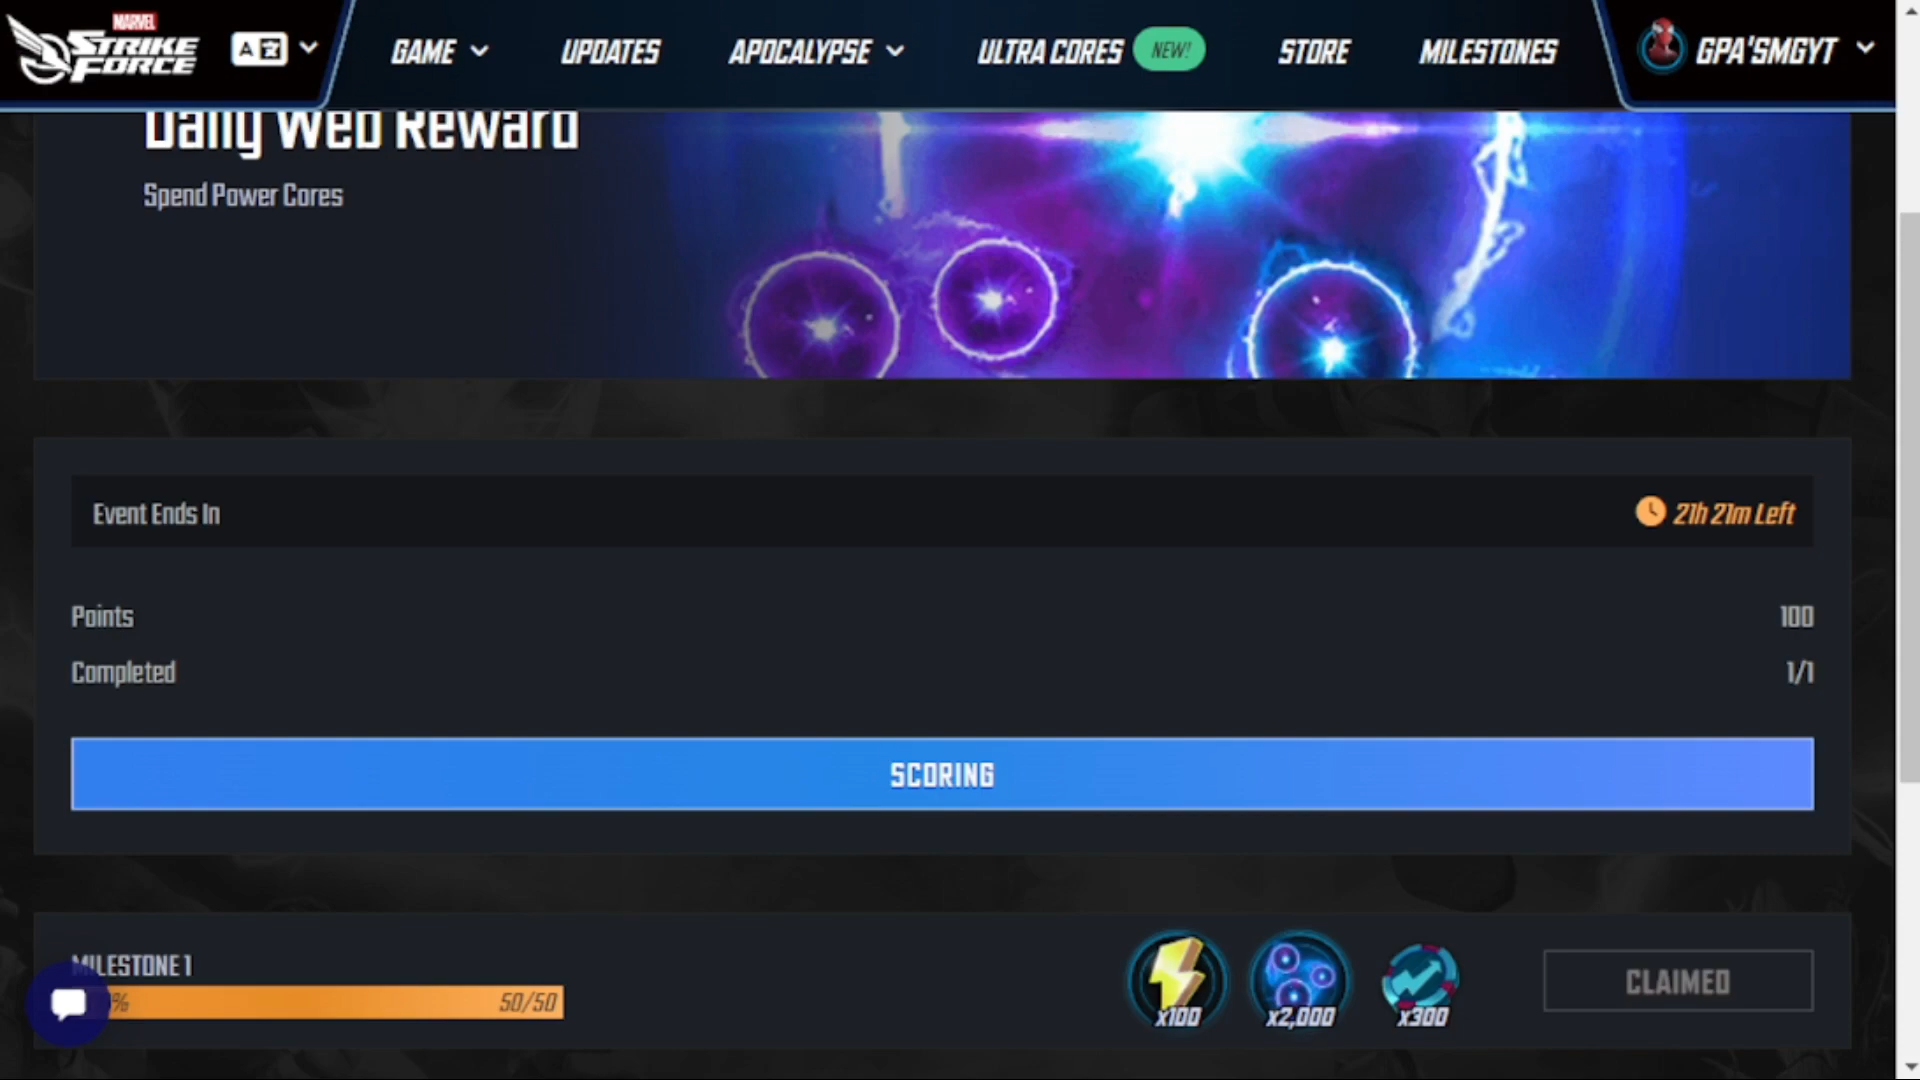 MARVEL
STRIKE
FORCE
A
GAME
UPDATES
APOCALYPSE
ULTRA CORES
NEW!
STORE
MILESTONES
GPA'SMGYT
Daily Web Reward
Spend Power Cores
Event Ends In
21h 21m Left
Points
100
Completed
1/1
SCORING
MILESTONE 1
%
50/50
x100
x2,000
x300
CLAIMED